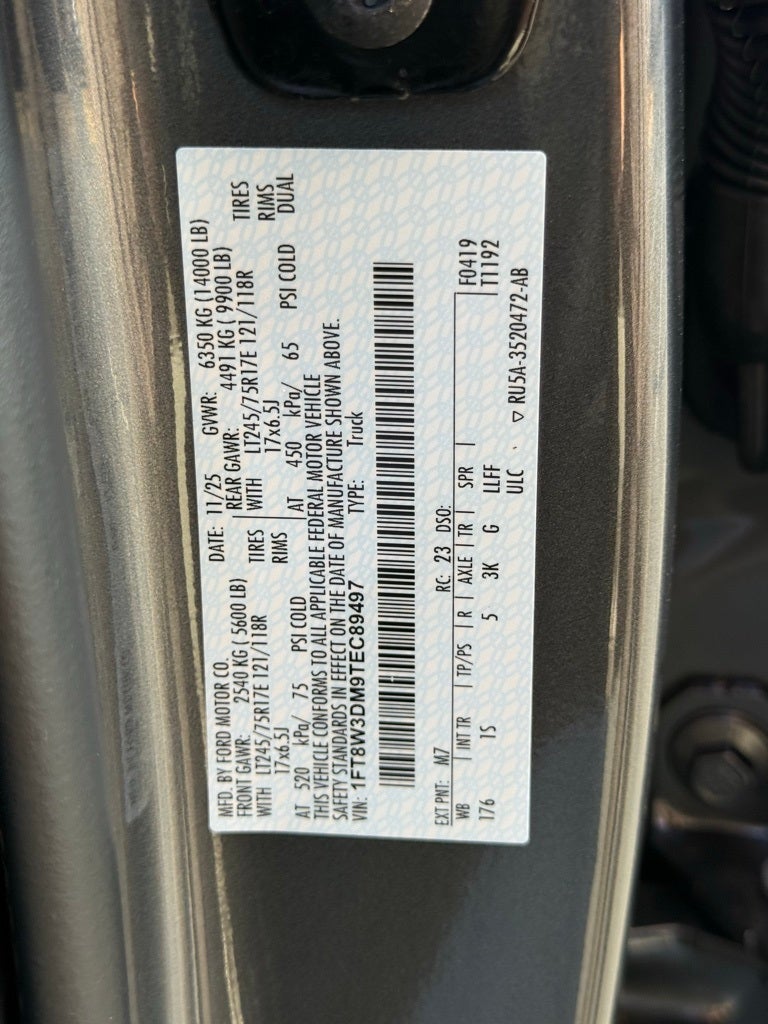 MFD. BY FORD MOTOR CO. DATE: 11/25 GVWR: 6350 KG (14000 LB)
FRONT GAWR: 2540 KG ( 5600 LB) REAR GAWR: 4491 KG ( 9900 LB)
WITH LT245/75R17E 121/118R TIRES WITH LT245/75R17E 121/118R TIRES
17x6.5J RIMS 17x6.5J RIMS
AT 520 kPa/ 75 PSI COLD AT 450 kPa/ 65 PSI COLD DUAL
THIS VEHICLE CONFORMS TO ALL APPLICABLE FEDERAL MOTOR VEHICLE
SAFETY STANDARDS IN EFFECT ON THE DATE OF MANUFACTURE SHOWN ABOVE.
VIN: 1FT8W3DM9TEC89497 TYPE: Truck
EXT PNT: M7 RC: 23 DSO:
WB INT TR TP/PS R AXLE TR SPR F0419
176 1S 5 3K G LLFF T1192
ULC ▽ RU5A-3520472-AB